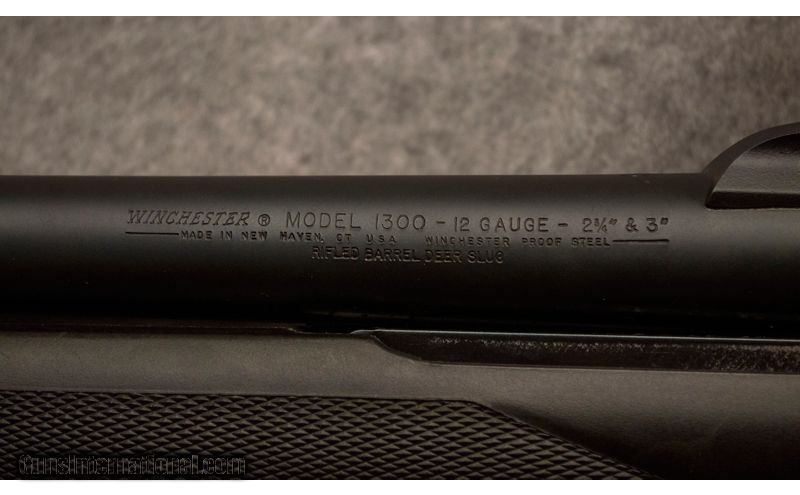 WINCHESTER ® MODEL 1300 - 12 GAUGE - 2¾" & 3"
MADE IN NEW HAVEN, CT USA WINCHESTER PROOF STEEL
RIFLED BARREL DEER SLUG
GunsInternational.com